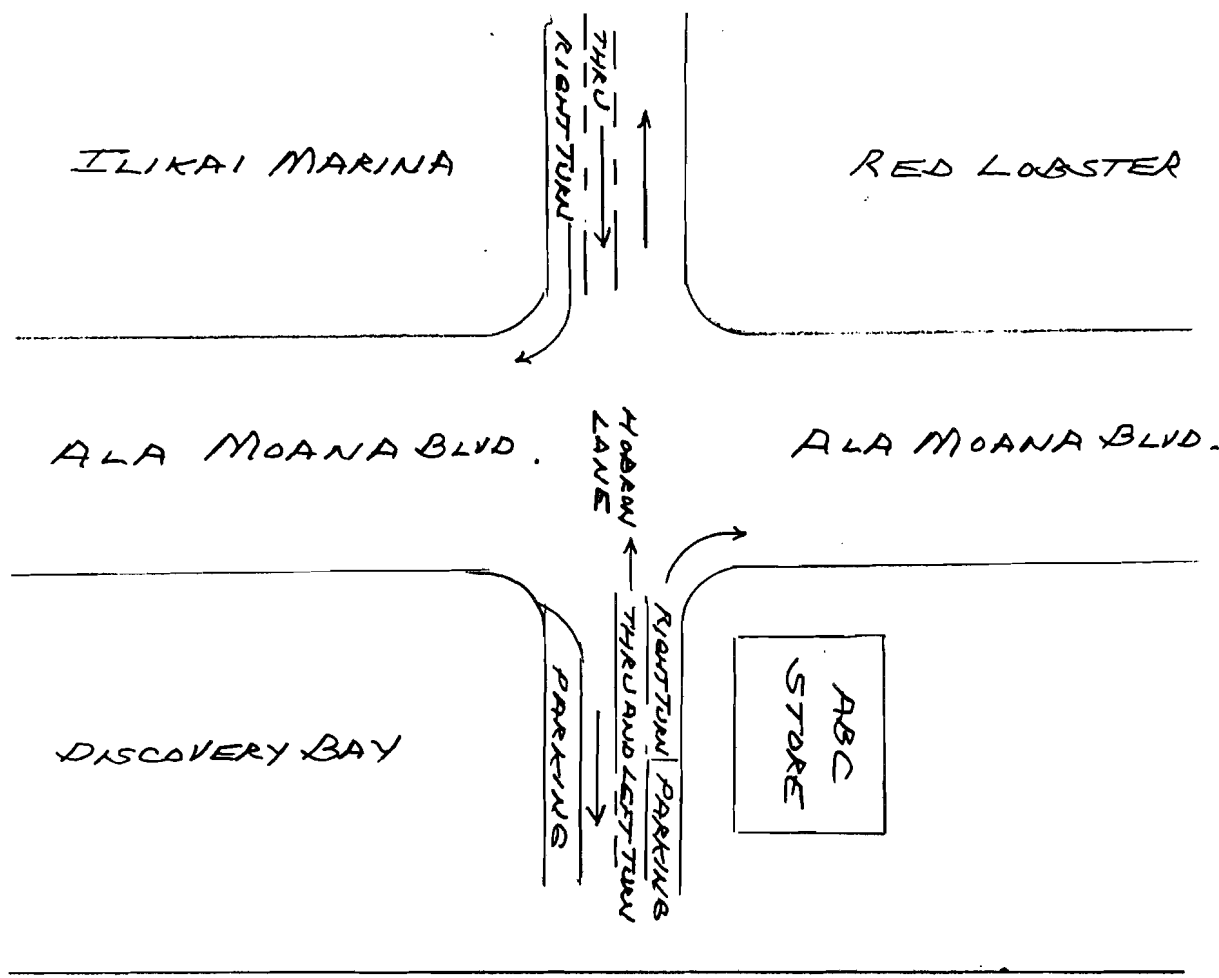 THRU
RIGHT TURN
ILIKAI MARINA
RED LOBSTER
ALA MOANA BLVD.
HOBRON
LANE
ALA MOANA BLVD.
RIGHT TURN PARKING
THRU AND LEFT TURN
PARKING
DISCOVERY BAY
ABC
STORE